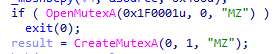 if ( OpenMutexA(0x1F0001u, 0, "MZ") )
exit(0);
result = CreateMutexA(0, 1, "MZ");